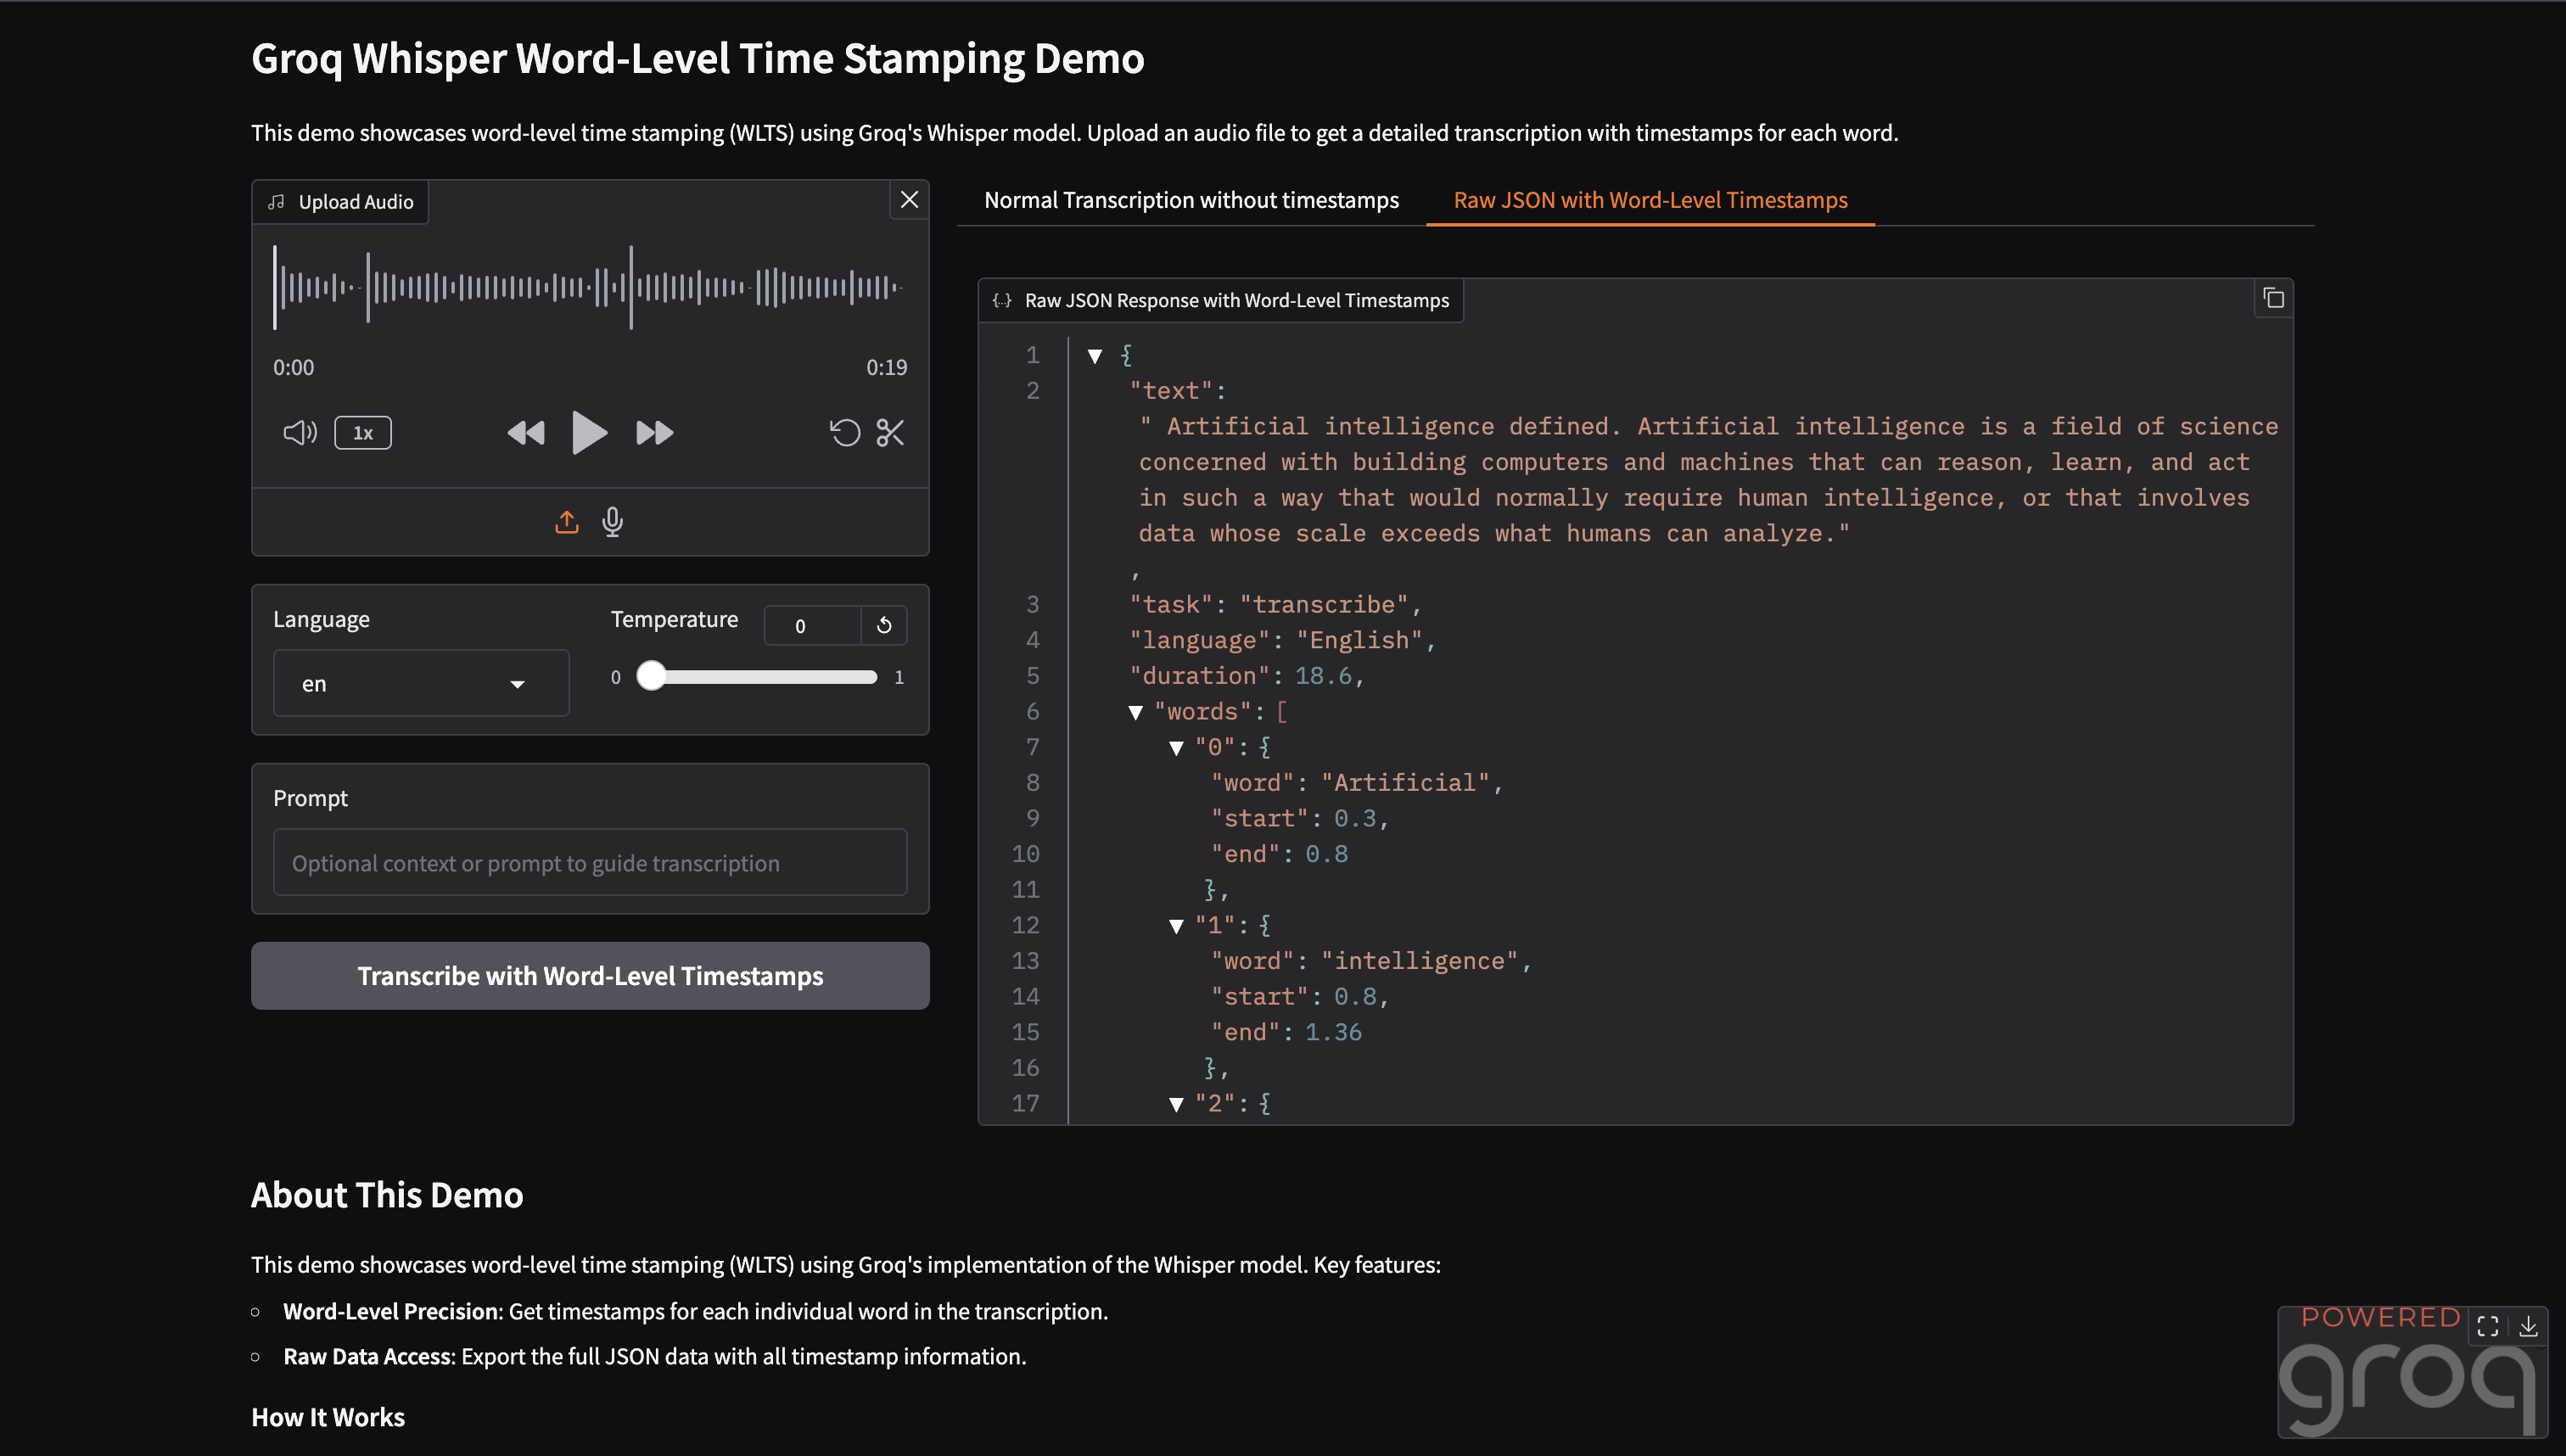 Groq Whisper Word-Level Time Stamping Demo
This demo showcases word-level time stamping (WLTS) using Groq's Whisper model. Upload an audio file to get a detailed transcription with timestamps for each word.
Upload Audio
0:00
0:19
1x
Language
en
Temperature
0
0
1
Prompt
Optional context or prompt to guide transcription
Transcribe with Word-Level Timestamps
Normal Transcription without timestamps
Raw JSON with Word-Level Timestamps
{..} Raw JSON Response with Word-Level Timestamps
1 ▼ {
2 "text":
" Artificial intelligence defined. Artificial intelligence is a field of science
concerned with building computers and machines that can reason, learn, and act
in such a way that would normally require human intelligence, or that involves
data whose scale exceeds what humans can analyze."
,
3 "task": "transcribe",
4 "language": "English",
5 "duration": 18.6,
6 ▼ "words": [
7 ▼ "0": {
8 "word": "Artificial",
9 "start": 0.3,
10 "end": 0.8
11 },
12 ▼ "1": {
13 "word": "intelligence",
14 "start": 0.8,
15 "end": 1.36
16 },
17 ▼ "2": {
About This Demo
This demo showcases word-level time stamping (WLTS) using Groq's implementation of the Whisper model. Key features:
Word-Level Precision: Get timestamps for each individual word in the transcription.
Raw Data Access: Export the full JSON data with all timestamp information.
How It Works
POWERED
groq